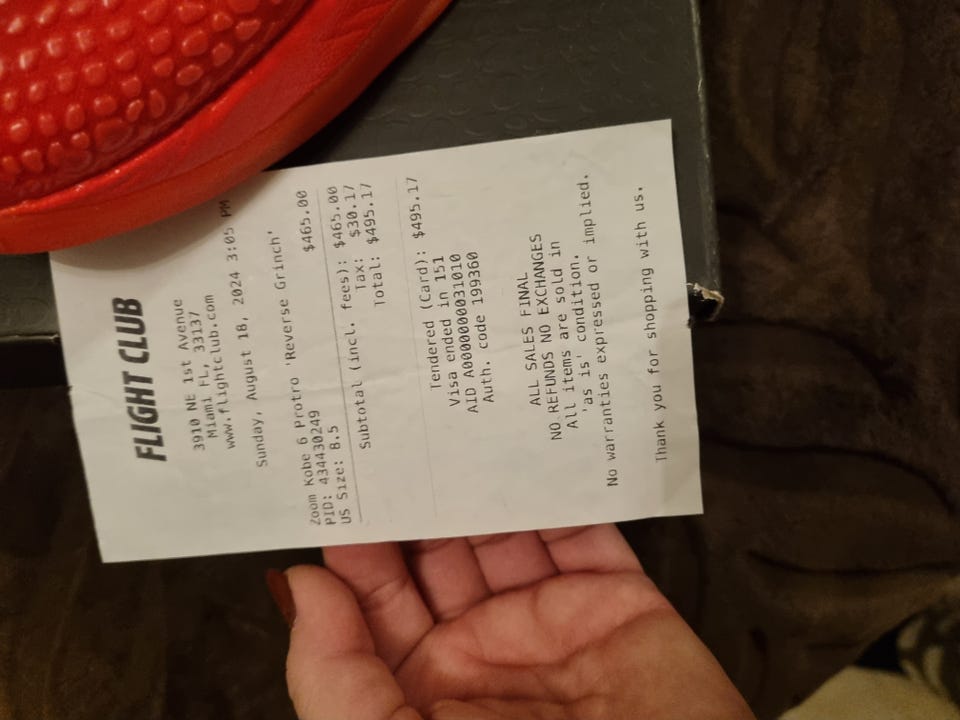 FLIGHT CLUB
3910 NE 1st Avenue
Miami FL, 33137
www.flightclub.com
Sunday, August 18, 2024 3:05 PM
Zoom Kobe 6 Protro 'Reverse Grinch' $465.00
PID: 434430249
US Size: 8.5
Subtotal (incl. fees): $465.00
Tax: $30.17
Total: $495.17
Tendered (Card): $495.17
Visa ended in 151
AID A0000000031010
Auth. code 199360
ALL SALES FINAL
NO REFUNDS NO EXCHANGES
All items are sold in
'as is' condition.
No warranties expressed or implied.
Thank you for shopping with us.